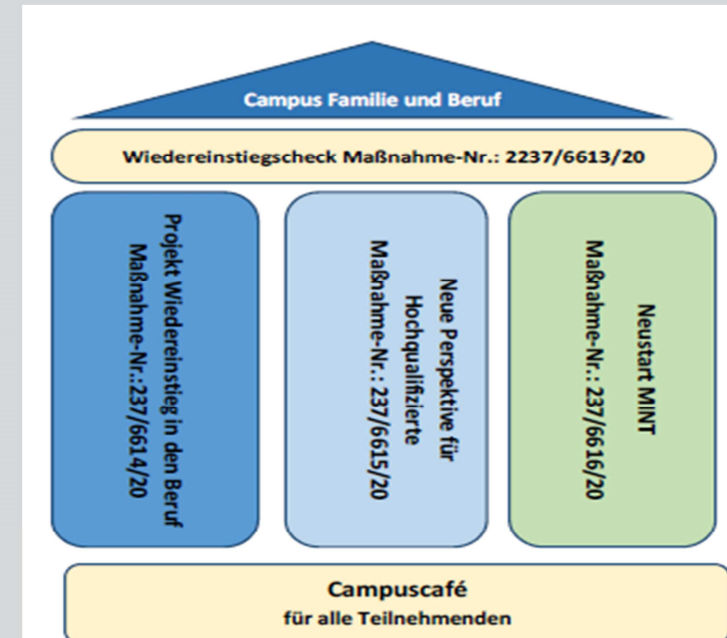 Campus Familie und Beruf
Wiedereinstiegscheck Maßnahme-Nr.: 2237/6613/20
Projekt Wiedereinstieg in den Beruf
Maßnahme-Nr.:237/6614/20
Neue Perspektive für
Hochqualifizierte
Maßnahme-Nr.: 237/6615/20
Neustart MINT
Maßnahme-Nr.: 237/6616/20
Campuscafé
für alle Teilnehmenden